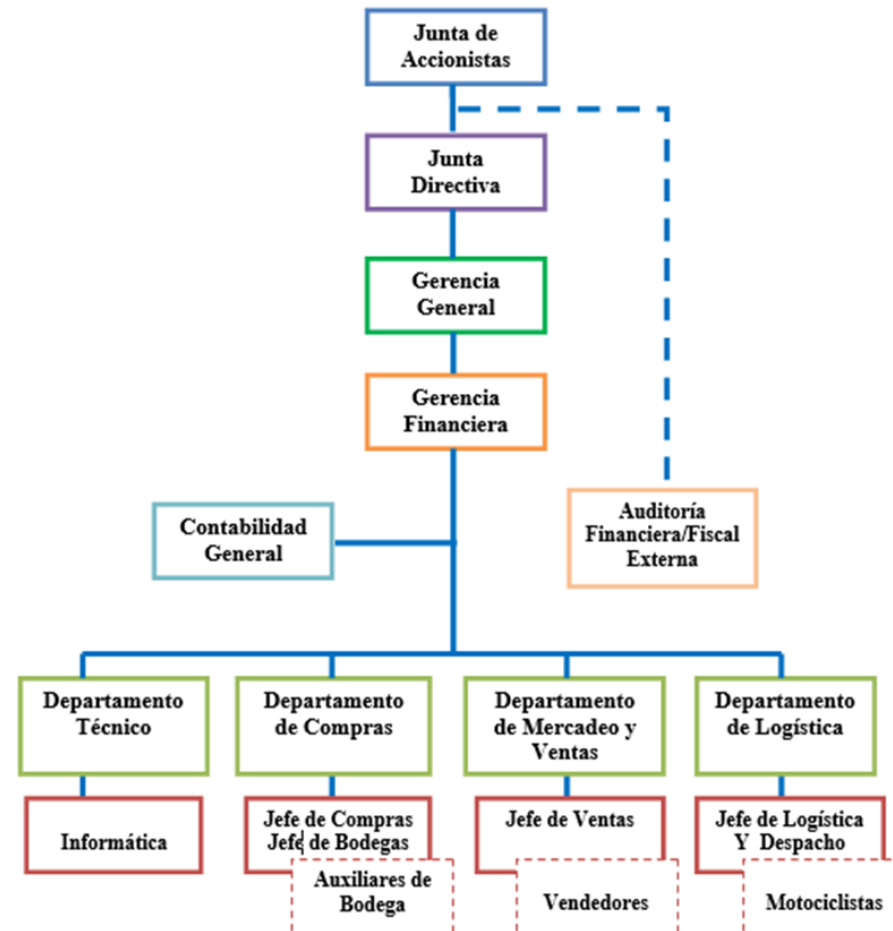 Junta de
Accionistas
Junta
Directiva
Gerencia
General
Gerencia
Financiera
Contabilidad
General
Auditoría
Financiera/Fiscal
Externa
Departamento
Técnico
Departamento
de Compras
Departamento
de Mercadeo y
Ventas
Departamento
de Logística
Informática
Jefe de Compras
Jefe de Bodegas
Auxiliares de
Bodega
Jefe de Ventas
Vendedores
Jefe de Logística
Y Despacho
Motociclistas